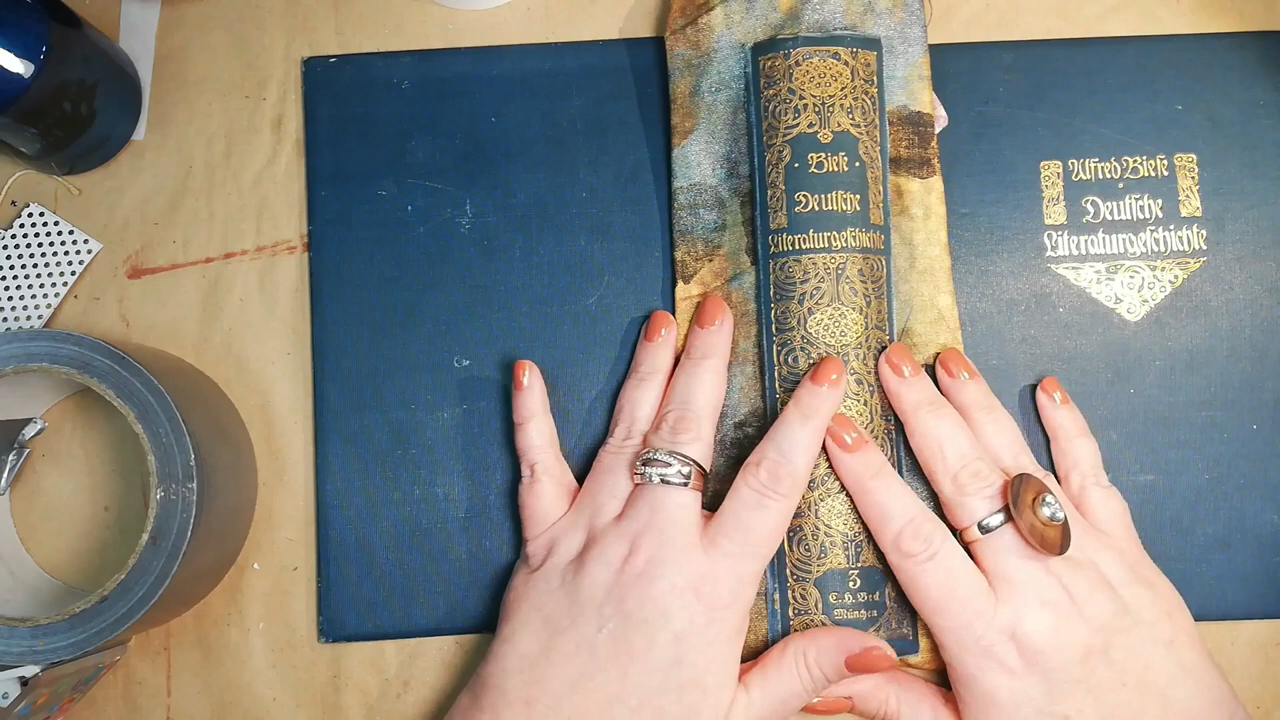 · Biese ·
Deutsche
Literaturgeschichte
3
C. H. Beck
München
Alfred Biese
Deutsche
Literaturgeschichte